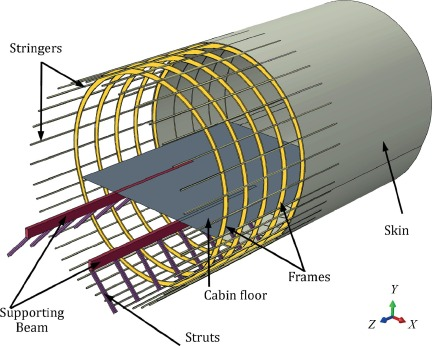 Stringers
Skin
Frames
Cabin floor
Supporting
Beam
Struts
Y
Z
X